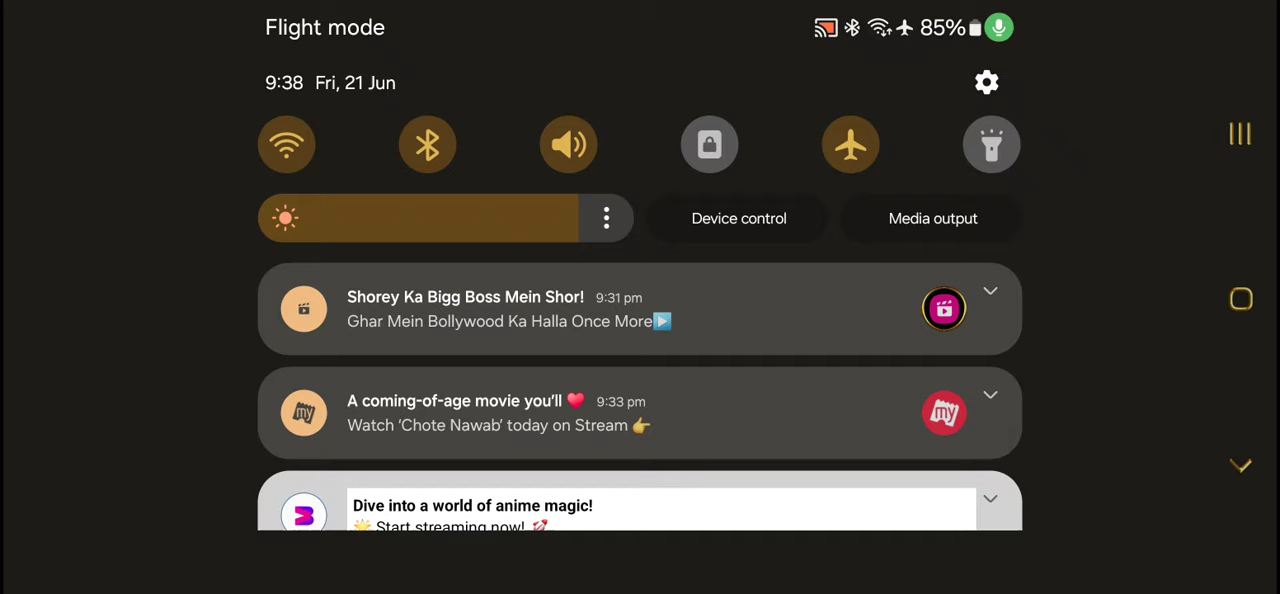 Flight mode
85%
9:38 Fri, 21 Jun
Device control
Media output
Shorey Ka Bigg Boss Mein Shor! 9:31 pm
Ghar Mein Bollywood Ka Halla Once More▶️
my
A coming-of-age movie you'll ❤️ 9:33 pm
Watch 'Chote Nawab' today on Stream 👉
my
Dive into a world of anime magic!
🌟 Start streaming now! 🚀